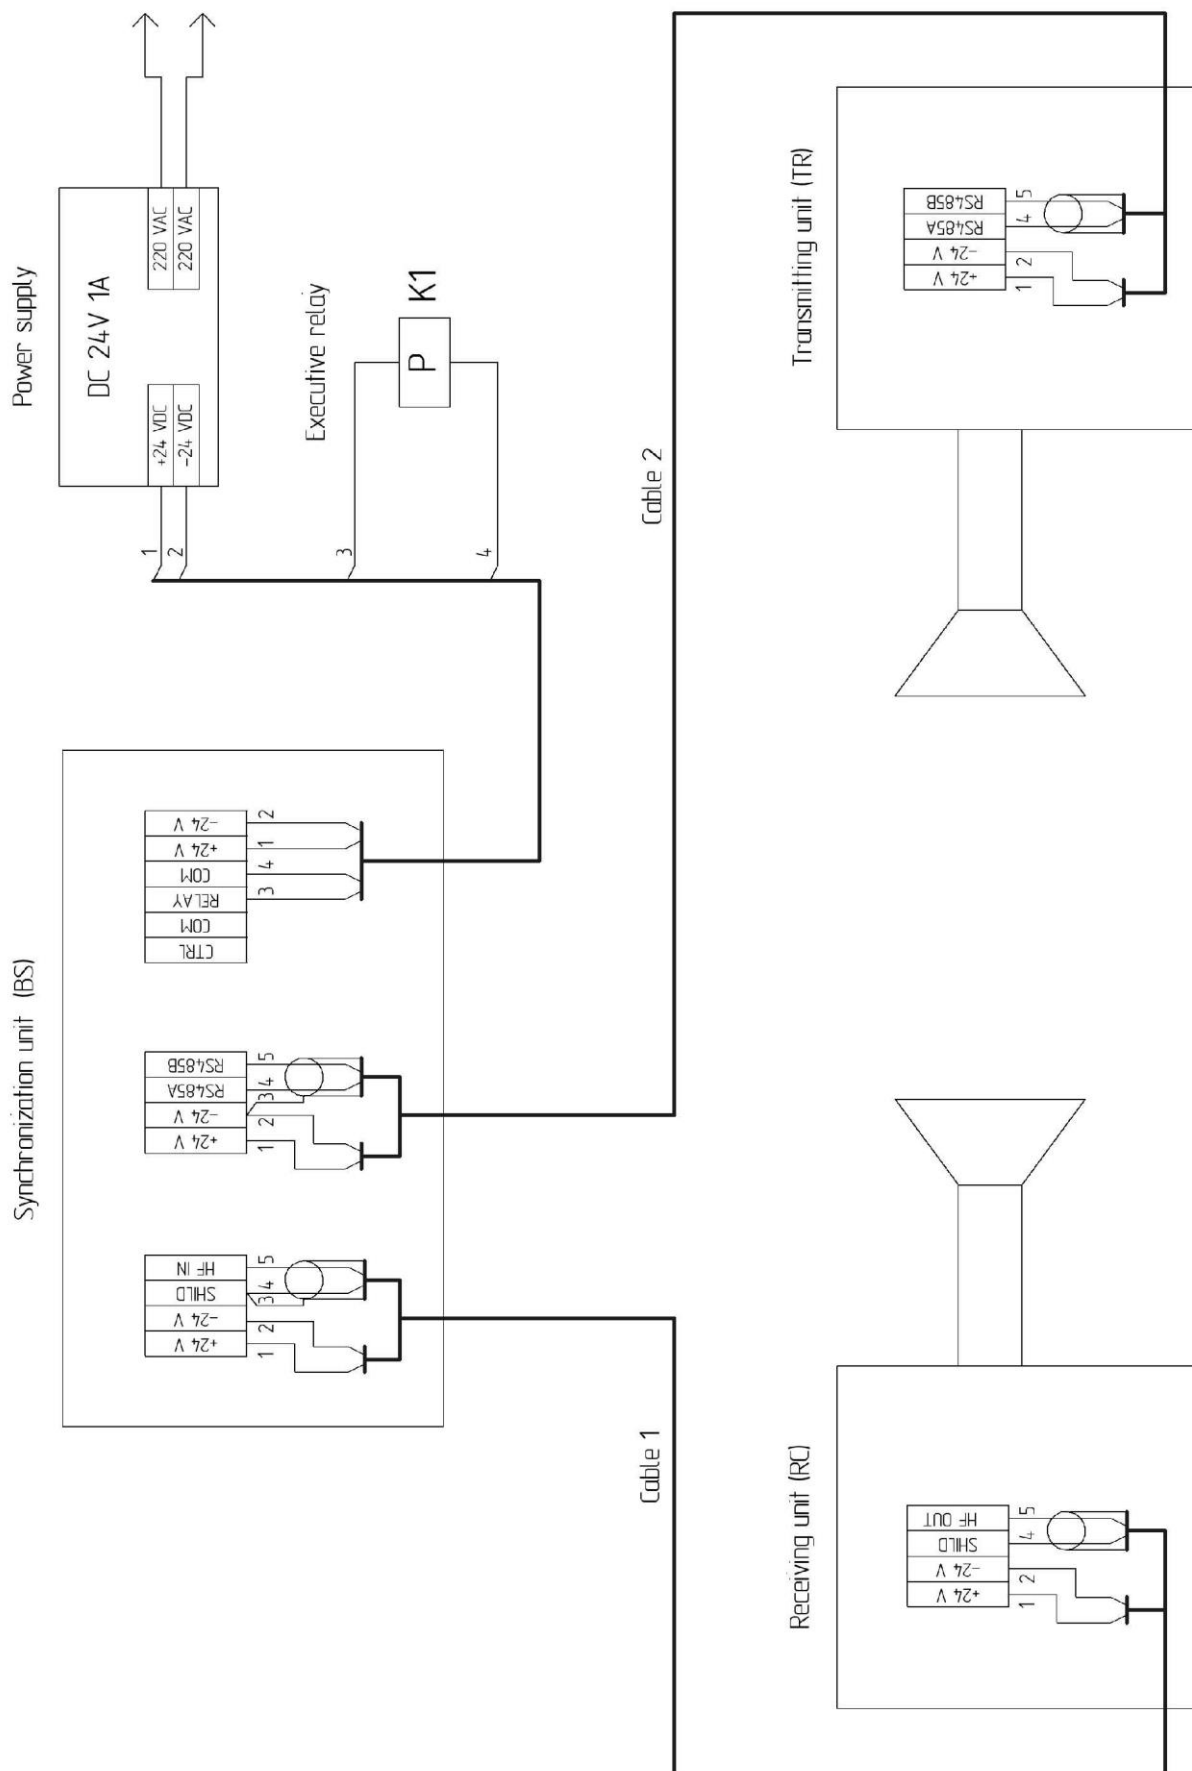 Power supply
DC 24V 1A
220 VAC
220 VAC
+24 VDC
-24 VDC
1
2
Executive relay
P
K1
3
4
Synchronization unit (BS)
-24 V
2
+24 V
1
COM
4
RELAY
3
COM
CTRL
RS485B
5
RS485A
4
3
-24 V
2
+24 V
1
HF IN
5
SHILD
4
3
-24 V
2
+24 V
1
Cable 2
Cable 1
Transmitting unit (TR)
RS485B
5
RS485A
4
-24 V
2
+24 V
1
Receiving unit (RC)
HF OUT
5
SHILD
4
-24 V
2
+24 V
1